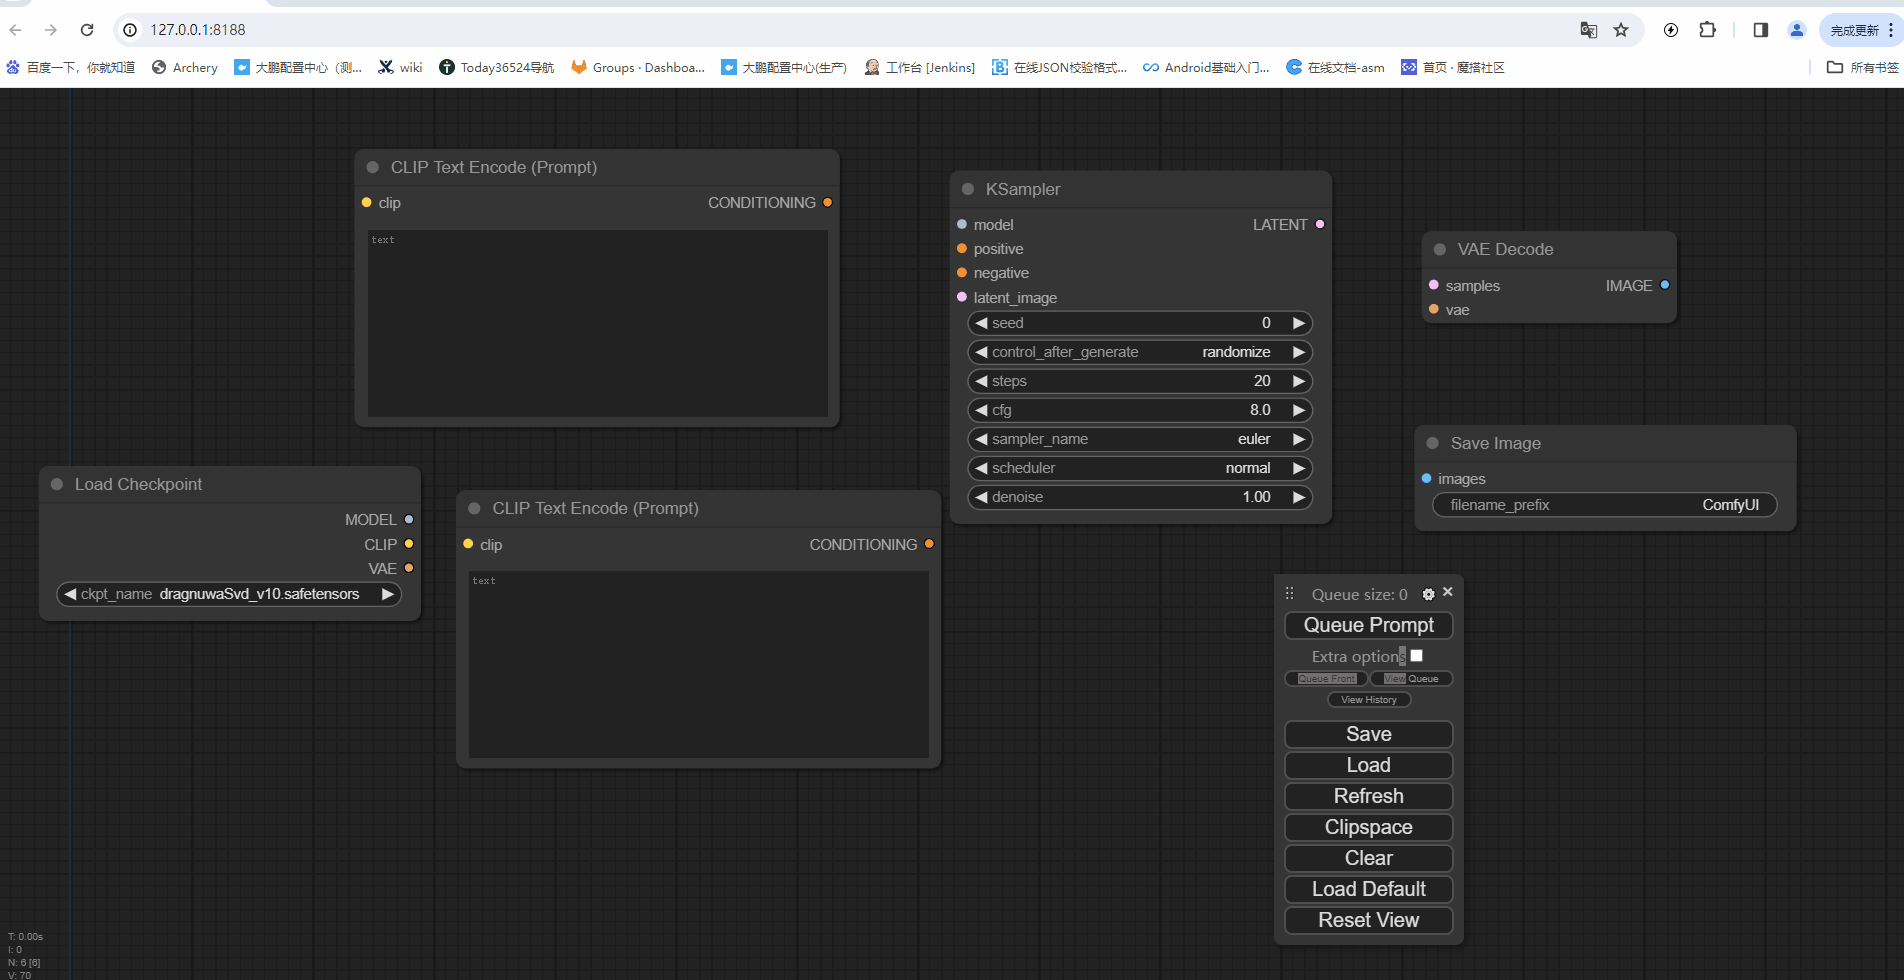 127.0.0.1:8188
完成更新
百度一下，你就知道
Archery
大鹏配置中心（测...
wiki
Today36524导航
Groups · Dashboa...
大鹏配置中心(生产)
工作台 [Jenkins]
在线JSON校验格式...
Android基础入门...
在线文档-asm
首页 · 魔搭社区
所有书签
CLIP Text Encode (Prompt)
clip CONDITIONING
text
KSampler
model LATENT
positive
negative
latent_image
seed 0
control_after_generate randomize
steps 20
cfg 8.0
sampler_name euler
scheduler normal
denoise 1.00
VAE Decode
samples IMAGE
vae
Save Image
images
filename_prefix ComfyUI
Load Checkpoint
MODEL
CLIP
VAE
ckpt_name dragnuwaSvd_v10.safetensors
CLIP Text Encode (Prompt)
clip CONDITIONING
text
Queue size: 0
Queue Prompt
Extra options
Queue Front View Queue
View History
Save
Load
Refresh
Clipspace
Clear
Load Default
Reset View
T: 0.00s
I: 0
N: 6 [6]
V: 70